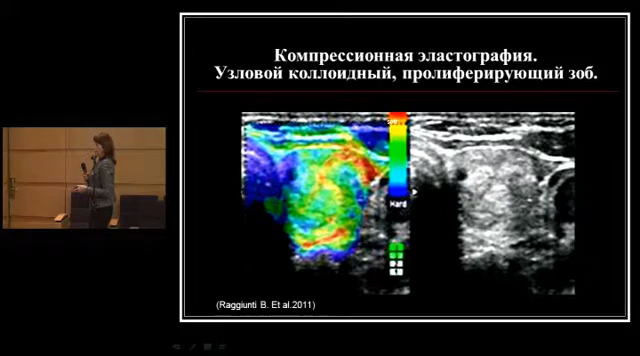 Компрессионная эластография.
Узловой коллоидный, пролиферирующий зоб.
Hard
(Raggiunti B. Et al.2011)